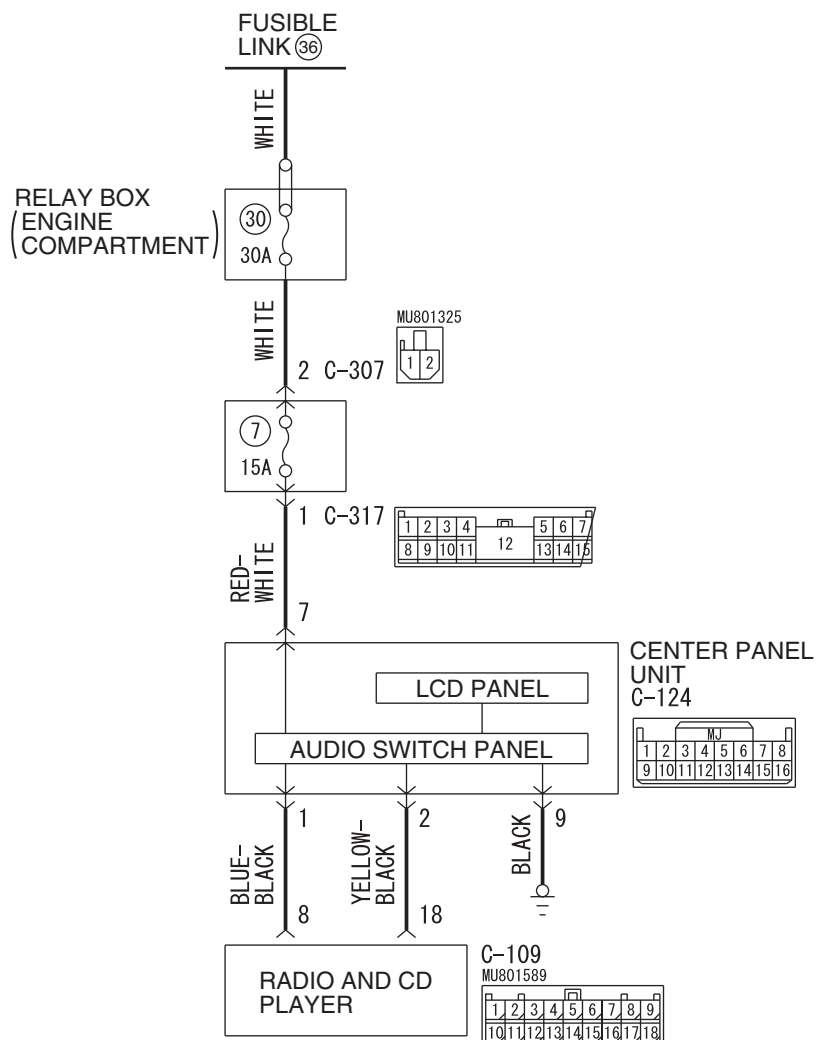 FUSIBLE
LINK 36
WHITE
RELAY BOX
(ENGINE
COMPARTMENT)
30
30A
WHITE
MU801325
1 2
2 C-307
7
15A
1 C-317
1 2 3 4 5 6 7
12
8 9 10 11 13 14 15
RED-
WHITE
7
CENTER PANEL
UNIT
C-124
LCD PANEL
AUDIO SWITCH PANEL
MJ
1 2 3 4 5 6 7 8
9 10 11 12 13 14 15 16
1 2 9
BLUE-
BLACK
YELLOW-
BLACK
BLACK
8 18
RADIO AND CD
PLAYER
C-109
MU801589
1 2 3 4 5 6 7 8 9
10 11 12 13 14 15 16 17 18